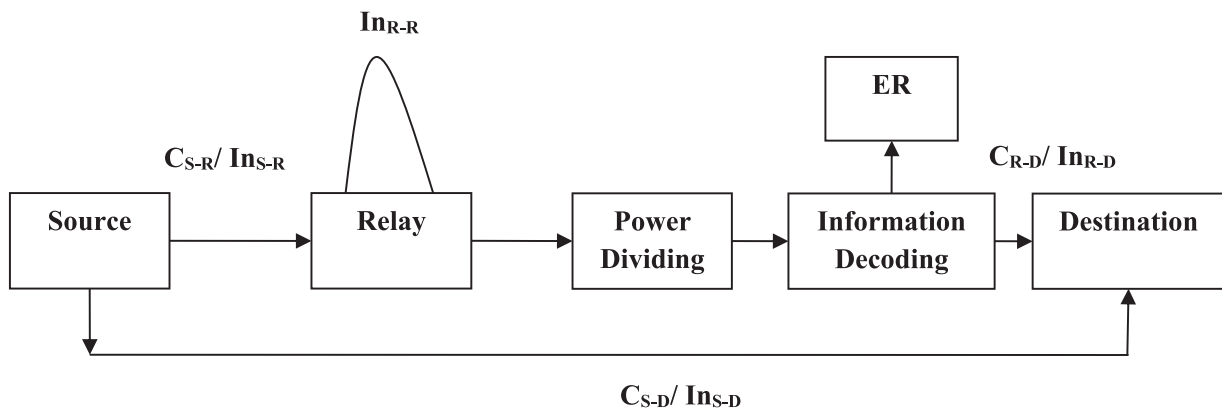 In_R-R
ER
C_S-R/ In_S-R
C_R-D/ In_R-D
Source
Relay
Power
Dividing
Information
Decoding
Destination
C_S-D/ In_S-D